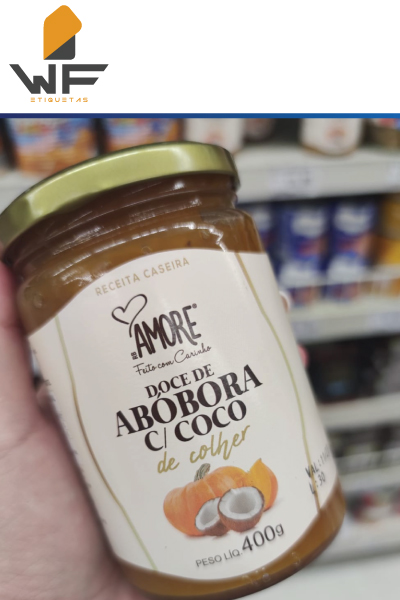 WF
ETIQUETAS
RECEITA CASEIRA
AMORE®
Feito com Carinho
DOCE DE
ABÓBORA
C/ COCO
de colher
PESO LÍQ. 400g